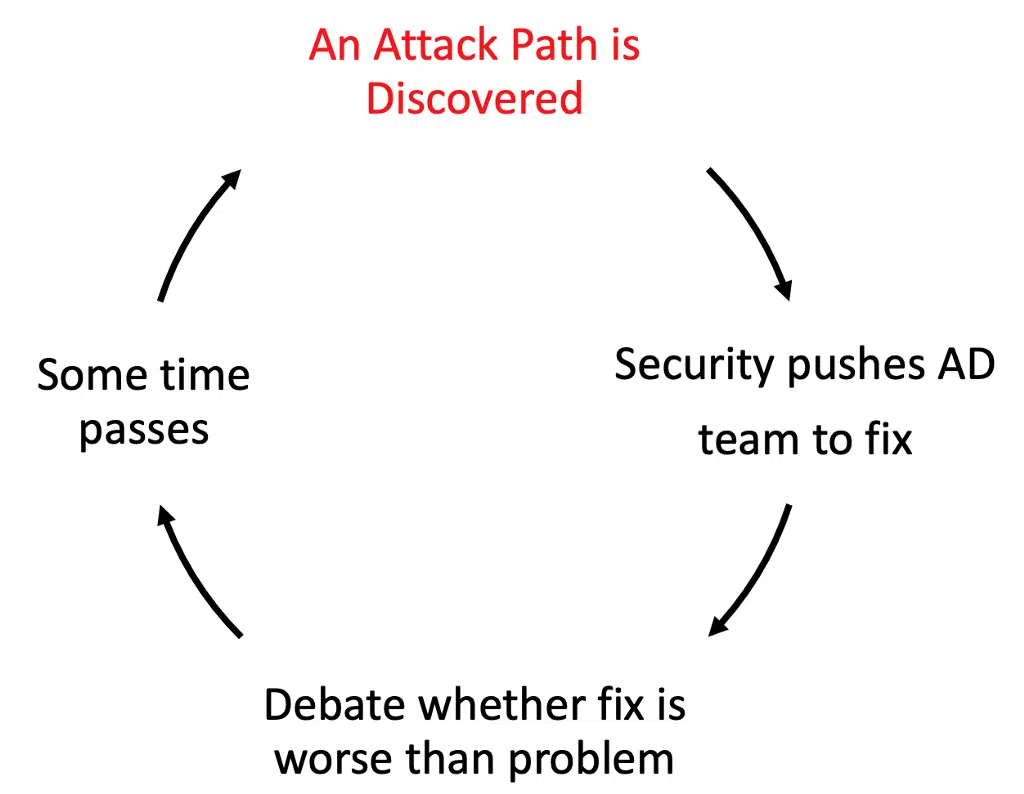 An Attack Path is
Discovered
Security pushes AD
team to fix
Debate whether fix is
worse than problem
Some time
passes